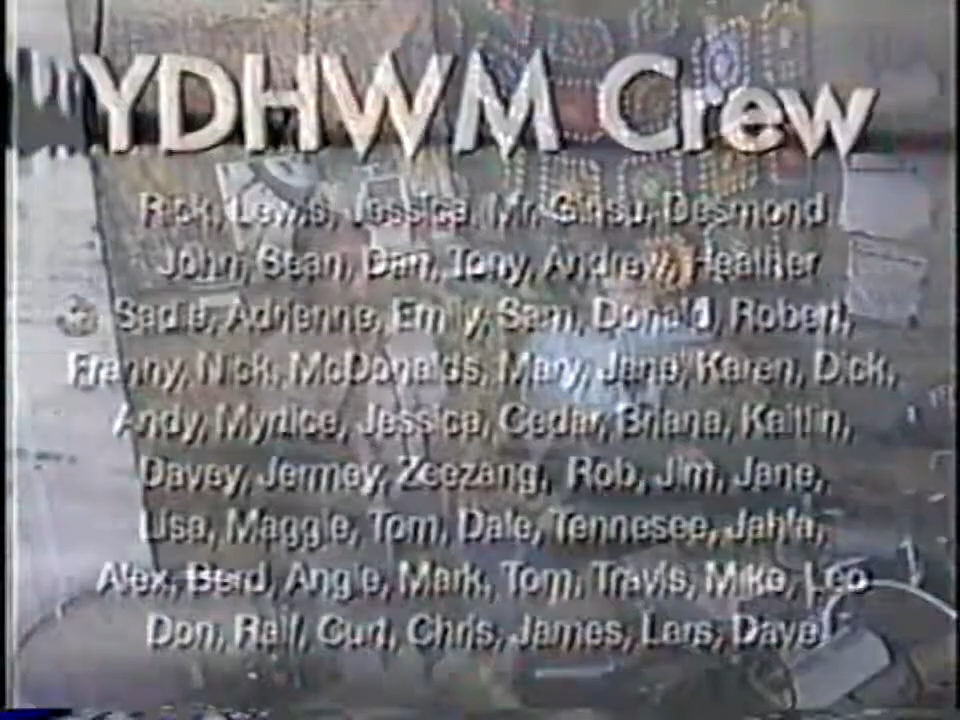 YDHWM Crew
Rick, Lewis, Jessica, Mr. Ginsu, Desmond
John, Sean, Dan, Tony, Andrew, Heather
Sadie, Adrienne, Emily, Sam, Donald, Robert,
Franny, Nick, McDonalds, Mary, Jane, Karen, Dick,
Andy, Myrtice, Jessica, Cedar, Briana, Kaitlin,
Davey, Jermey, Zeezang, Rob, Jim, Jane,
Lisa, Maggie, Tom, Dale, Tennesee, Jahla,
Alex, Berd, Angie, Mark, Tom, Travis, Mike, Leo
Don, Ralf, Curt, Chris, James, Lars, Dave